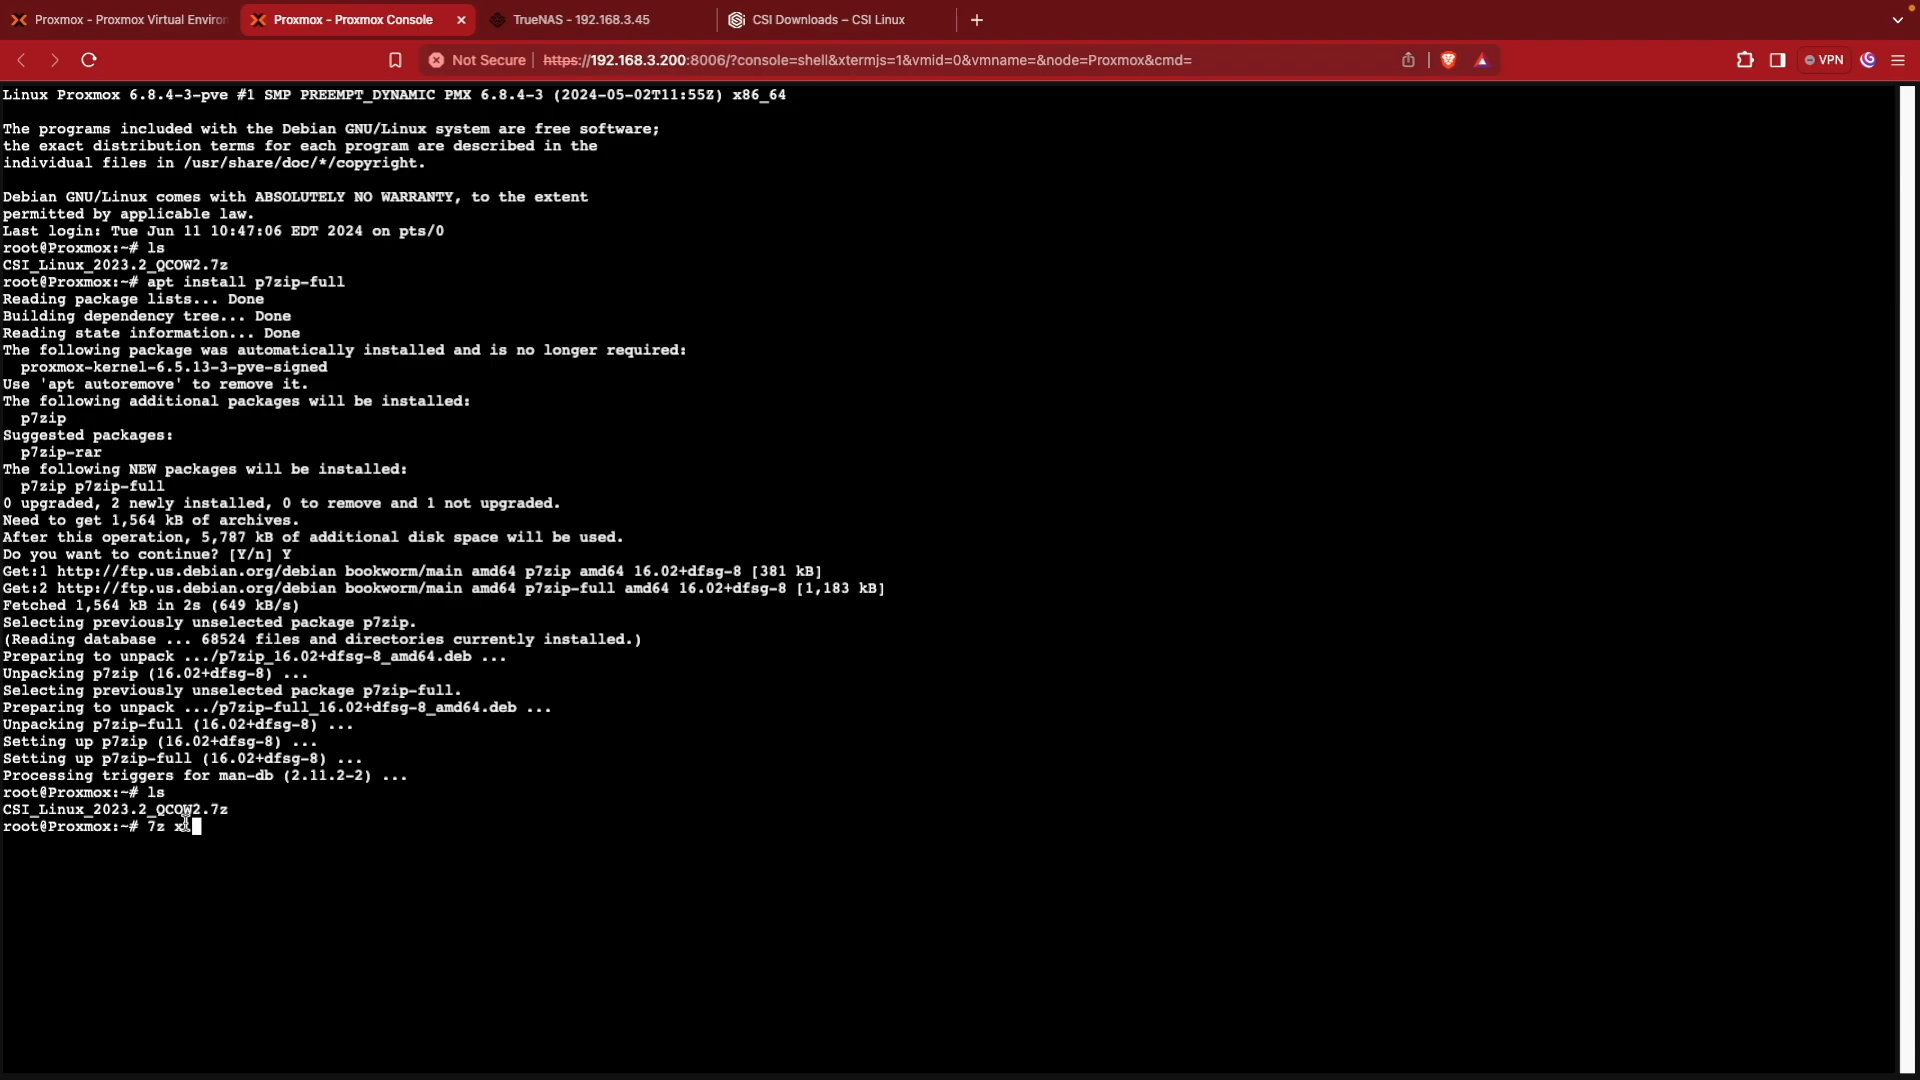 Proxmox - Proxmox Virtual Environ
Proxmox - Proxmox Console
TrueNAS - 192.168.3.45
CSI Downloads – CSI Linux
Not Secure
https://192.168.3.200:8006/?console=shell&xtermjs=1&vmid=0&vmname=&node=Proxmox&cmd=
VPN
Linux Proxmox 6.8.4-3-pve #1 SMP PREEMPT_DYNAMIC PMX 6.8.4-3 (2024-05-02T11:55Z) x86_64
The programs included with the Debian GNU/Linux system are free software;
the exact distribution terms for each program are described in the
individual files in /usr/share/doc/*/copyright.
Debian GNU/Linux comes with ABSOLUTELY NO WARRANTY, to the extent
permitted by applicable law.
Last login: Tue Jun 11 10:47:06 EDT 2024 on pts/0
root@Proxmox:~# ls
CSI_Linux_2023.2_QCOW2.7z
root@Proxmox:~# apt install p7zip-full
Reading package lists... Done
Building dependency tree... Done
Reading state information... Done
The following package was automatically installed and is no longer required:
proxmox-kernel-6.5.13-3-pve-signed
Use 'apt autoremove' to remove it.
The following additional packages will be installed:
p7zip
Suggested packages:
p7zip-rar
The following NEW packages will be installed:
p7zip p7zip-full
0 upgraded, 2 newly installed, 0 to remove and 1 not upgraded.
Need to get 1,564 kB of archives.
After this operation, 5,787 kB of additional disk space will be used.
Do you want to continue? [Y/n] Y
Get:1 http://ftp.us.debian.org/debian bookworm/main amd64 p7zip amd64 16.02+dfsg-8 [381 kB]
Get:2 http://ftp.us.debian.org/debian bookworm/main amd64 p7zip-full amd64 16.02+dfsg-8 [1,183 kB]
Fetched 1,564 kB in 2s (649 kB/s)
Selecting previously unselected package p7zip.
(Reading database ... 68524 files and directories currently installed.)
Preparing to unpack .../p7zip_16.02+dfsg-8_amd64.deb ...
Unpacking p7zip (16.02+dfsg-8) ...
Selecting previously unselected package p7zip-full.
Preparing to unpack .../p7zip-full_16.02+dfsg-8_amd64.deb ...
Unpacking p7zip-full (16.02+dfsg-8) ...
Setting up p7zip (16.02+dfsg-8) ...
Setting up p7zip-full (16.02+dfsg-8) ...
Processing triggers for man-db (2.11.2-2) ...
root@Proxmox:~# ls
CSI_Linux_2023.2_QCOW2.7z
root@Proxmox:~# 7z x